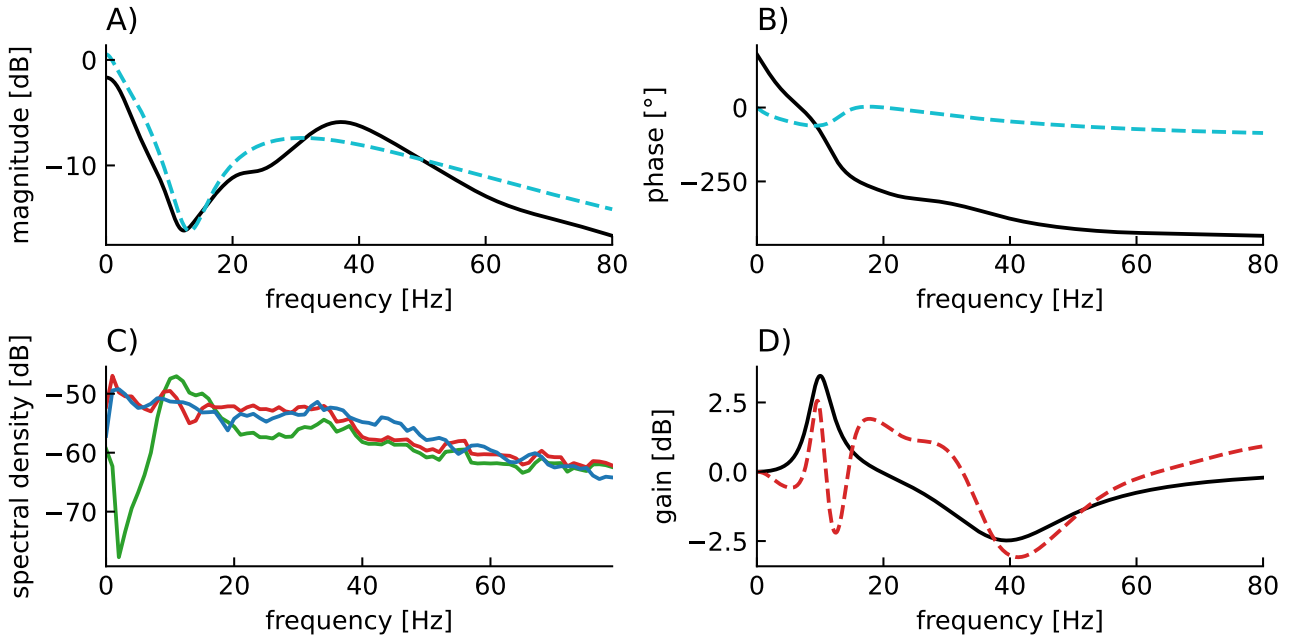 A)
magnitude [dB]
0
−10
0 20 40 60 80
frequency [Hz]
B)
phase [°]
0
−250
0 20 40 60 80
frequency [Hz]
C)
spectral density [dB]
−50
−60
−70
0 20 40 60
frequency [Hz]
D)
gain [dB]
2.5
0.0
−2.5
0 20 40 60 80
frequency [Hz]